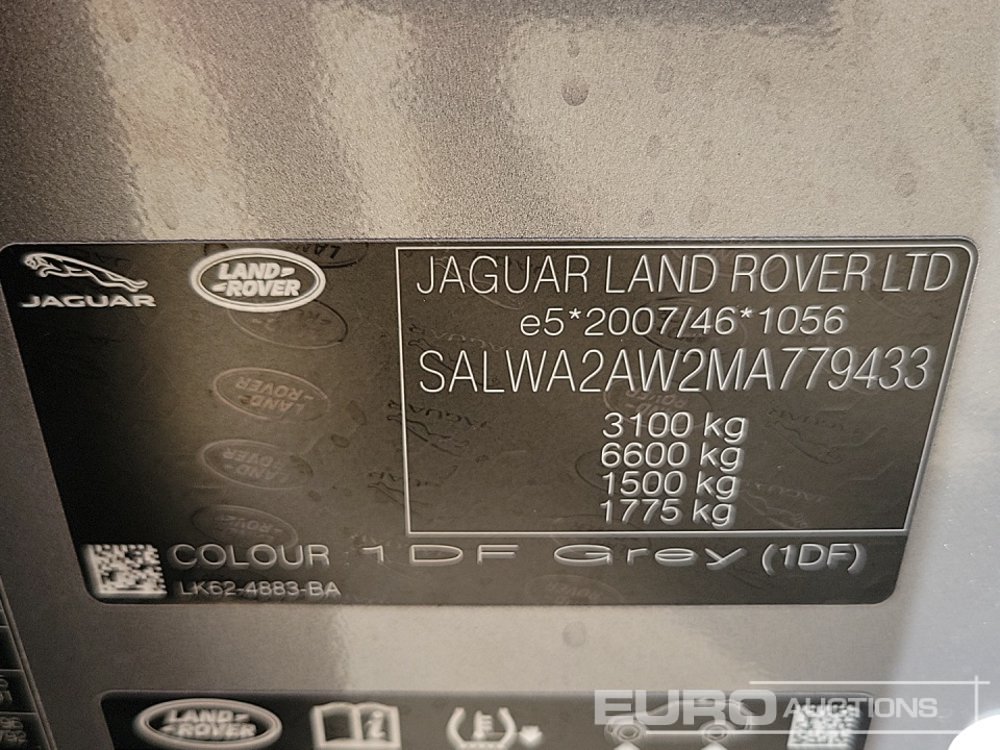 JAGUAR
LAND-
-ROVER
JAGUAR LAND ROVER LTD
e5*2007/46*1056
SALWA2AW2MA779433
3100 kg
6600 kg
1500 kg
1775 kg
COLOUR 1DF Grey (1DF)
LK62-4883-BA
LAND-
-ROVER
EURO AUCTIONS